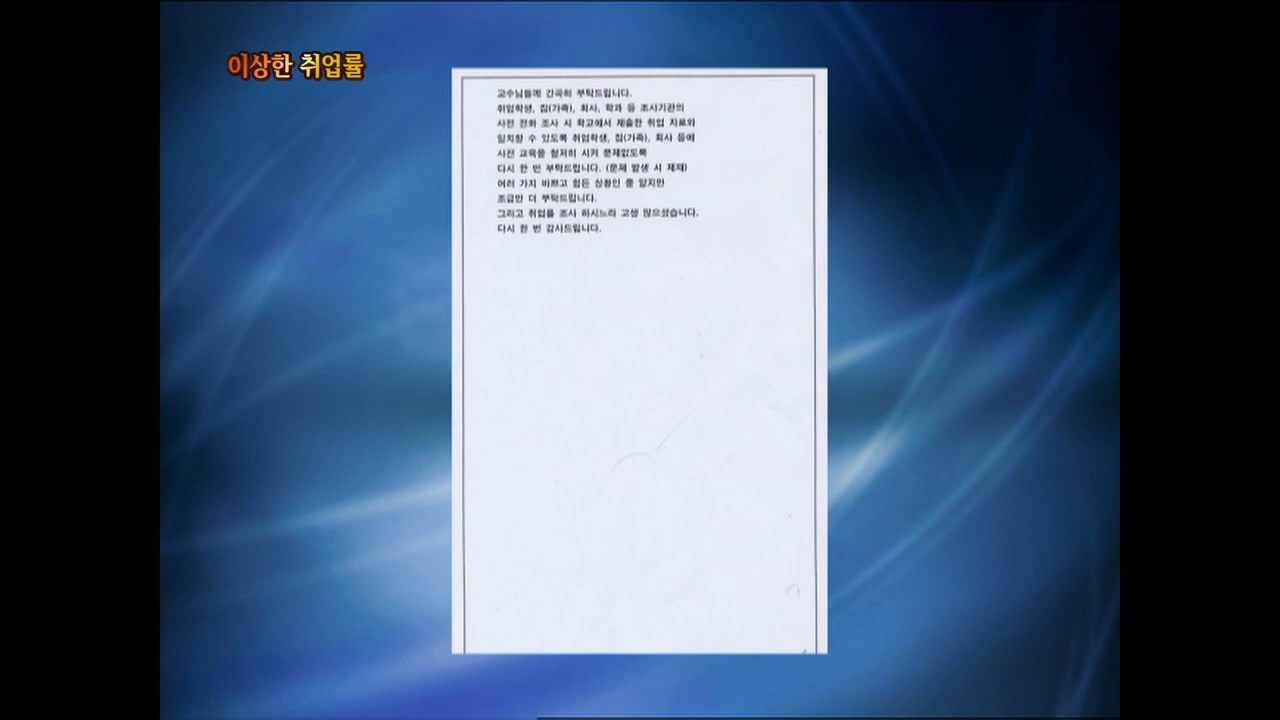 이상한 취업률
교수님들께 간곡히 부탁드립니다.
취업학생, 집(가족), 회사, 학과 등 조사기관의
사전 전화 조사 시 학교에서 제출한 취업 자료와
일치할 수 있도록 취업학생, 집(가족), 회사 등에
사전 교육을 철저히 시켜 문제없도록
다시 한 번 부탁드립니다. (문제 발생 시 제재)
여러 가지 바쁘고 힘든 상황인 줄 알지만
조금만 더 부탁드립니다.
그리고 취업률 조사 하시느라 고생 많으셨습니다.
다시 한 번 감사드립니다.